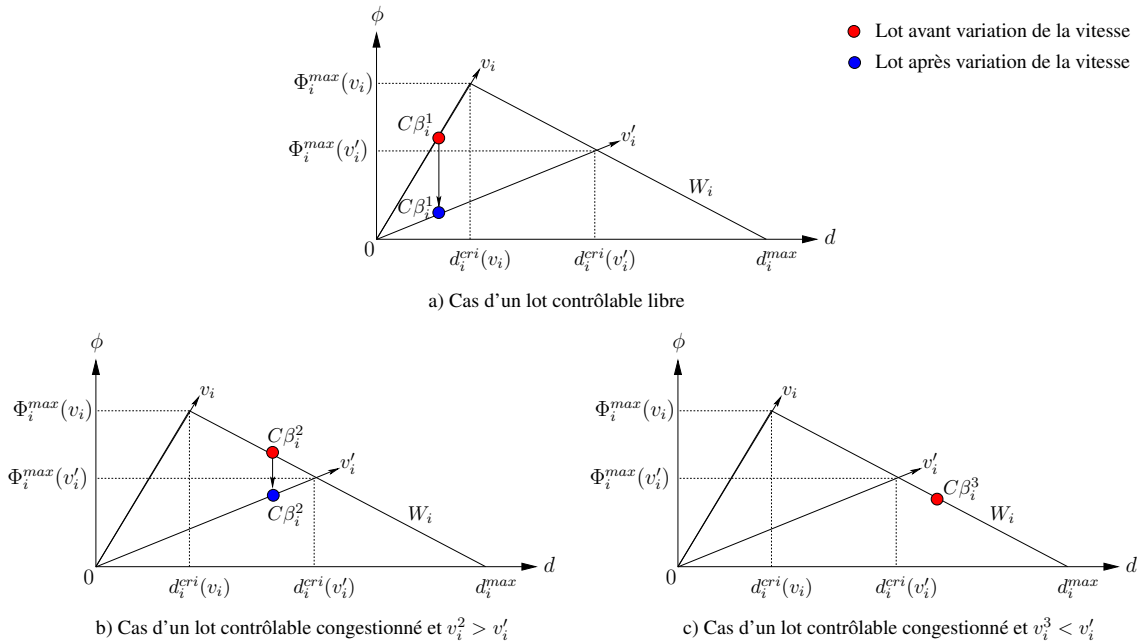 ϕ
Lot avant variation de la vitesse
Lot après variation de la vitesse
v_i
Φ_i^{max}(v_i)
Cβ_i^1
v'_i
Φ_i^{max}(v'_i)
W_i
Cβ_i^1
0
d
d_i^{cri}(v_i)
d_i^{cri}(v'_i)
d_i^{max}
a) Cas d'un lot contrôlable libre
ϕ
v_i
Φ_i^{max}(v_i)
Cβ_i^2
v'_i
Φ_i^{max}(v'_i)
Cβ_i^2
W_i
0
d
d_i^{cri}(v_i)
d_i^{cri}(v'_i)
d_i^{max}
b) Cas d'un lot contrôlable congestionné et v_i^2 > v'_i
ϕ
v_i
Φ_i^{max}(v_i)
v'_i
Φ_i^{max}(v'_i)
Cβ_i^3
W_i
0
d
d_i^{cri}(v_i)
d_i^{cri}(v'_i)
d_i^{max}
c) Cas d'un lot contrôlable congestionné et v_i^3 < v'_i